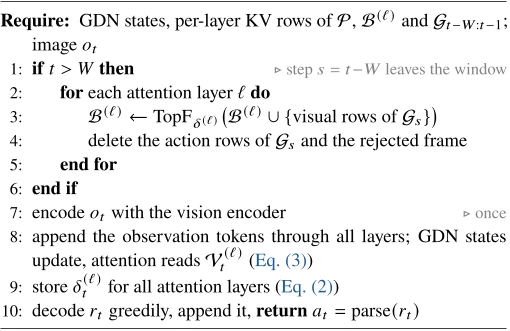 Require: GDN states, per-layer KV rows of 𝒫, ℬ^(ℓ) and 𝒢_{t−W:t−1};
image o_t
1: if t > W then ▹ step s = t−W leaves the window
2: for each attention layer ℓ do
3: ℬ^(ℓ) ← TopF_{δ^(ℓ)}(ℬ^(ℓ) ∪ {visual rows of 𝒢_s})
4: delete the action rows of 𝒢_s and the rejected frame
5: end for
6: end if
7: encode o_t with the vision encoder ▹ once
8: append the observation tokens through all layers; GDN states
update, attention reads 𝒱_t^(ℓ) (Eq. (3))
9: store δ_t^(ℓ) for all attention layers (Eq. (2))
10: decode r_t greedily, append it, return a_t = parse(r_t)